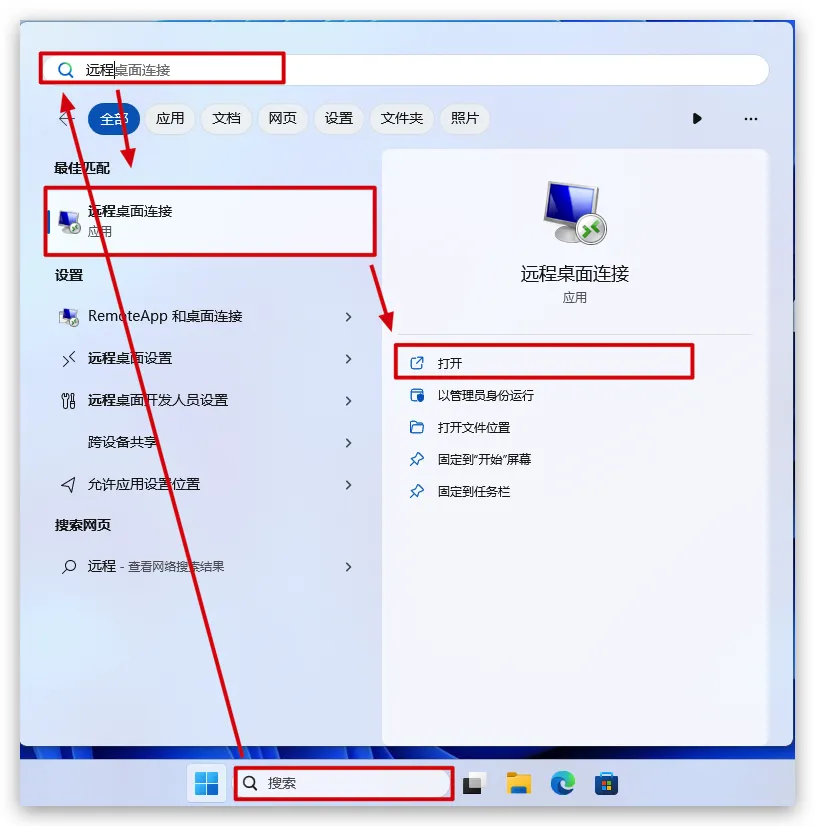 远程桌面连接
全部 应用 文档 网页 设置 文件夹 照片 ...
最佳匹配
远程桌面连接
应用
设置
RemoteApp 和桌面连接
远程桌面设置
远程桌面开发人员设置
跨设备共享
允许应用设置位置
搜索网页
远程 - 查看网络搜索结果
远程桌面连接
应用
打开
以管理员身份运行
打开文件位置
固定到"开始"屏幕
固定到任务栏
搜索